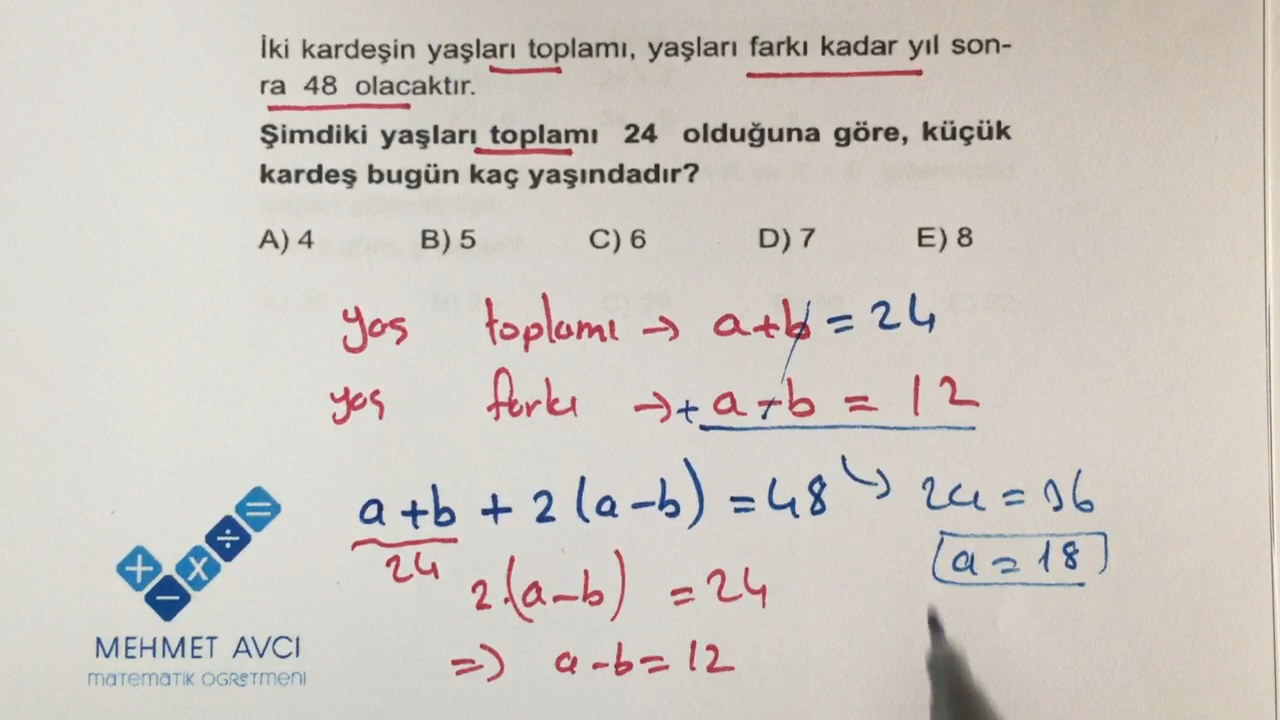 İki kardeşin yaşları toplamı, yaşları farkı kadar yıl son-
ra 48 olacaktır.
Şimdiki yaşları toplamı 24 olduğuna göre, küçük
kardeş bugün kaç yaşındadır?
A) 4 B) 5 C) 6 D) 7 E) 8
yaş toplamı → a+b = 24
yaş farkı → + a-b = 12
a+b + 2(a-b) = 48 ↳ 2a = 36
24 a = 18
2.(a-b) = 24
=> a-b = 12
MEHMET AVCI
matematik öğretmeni